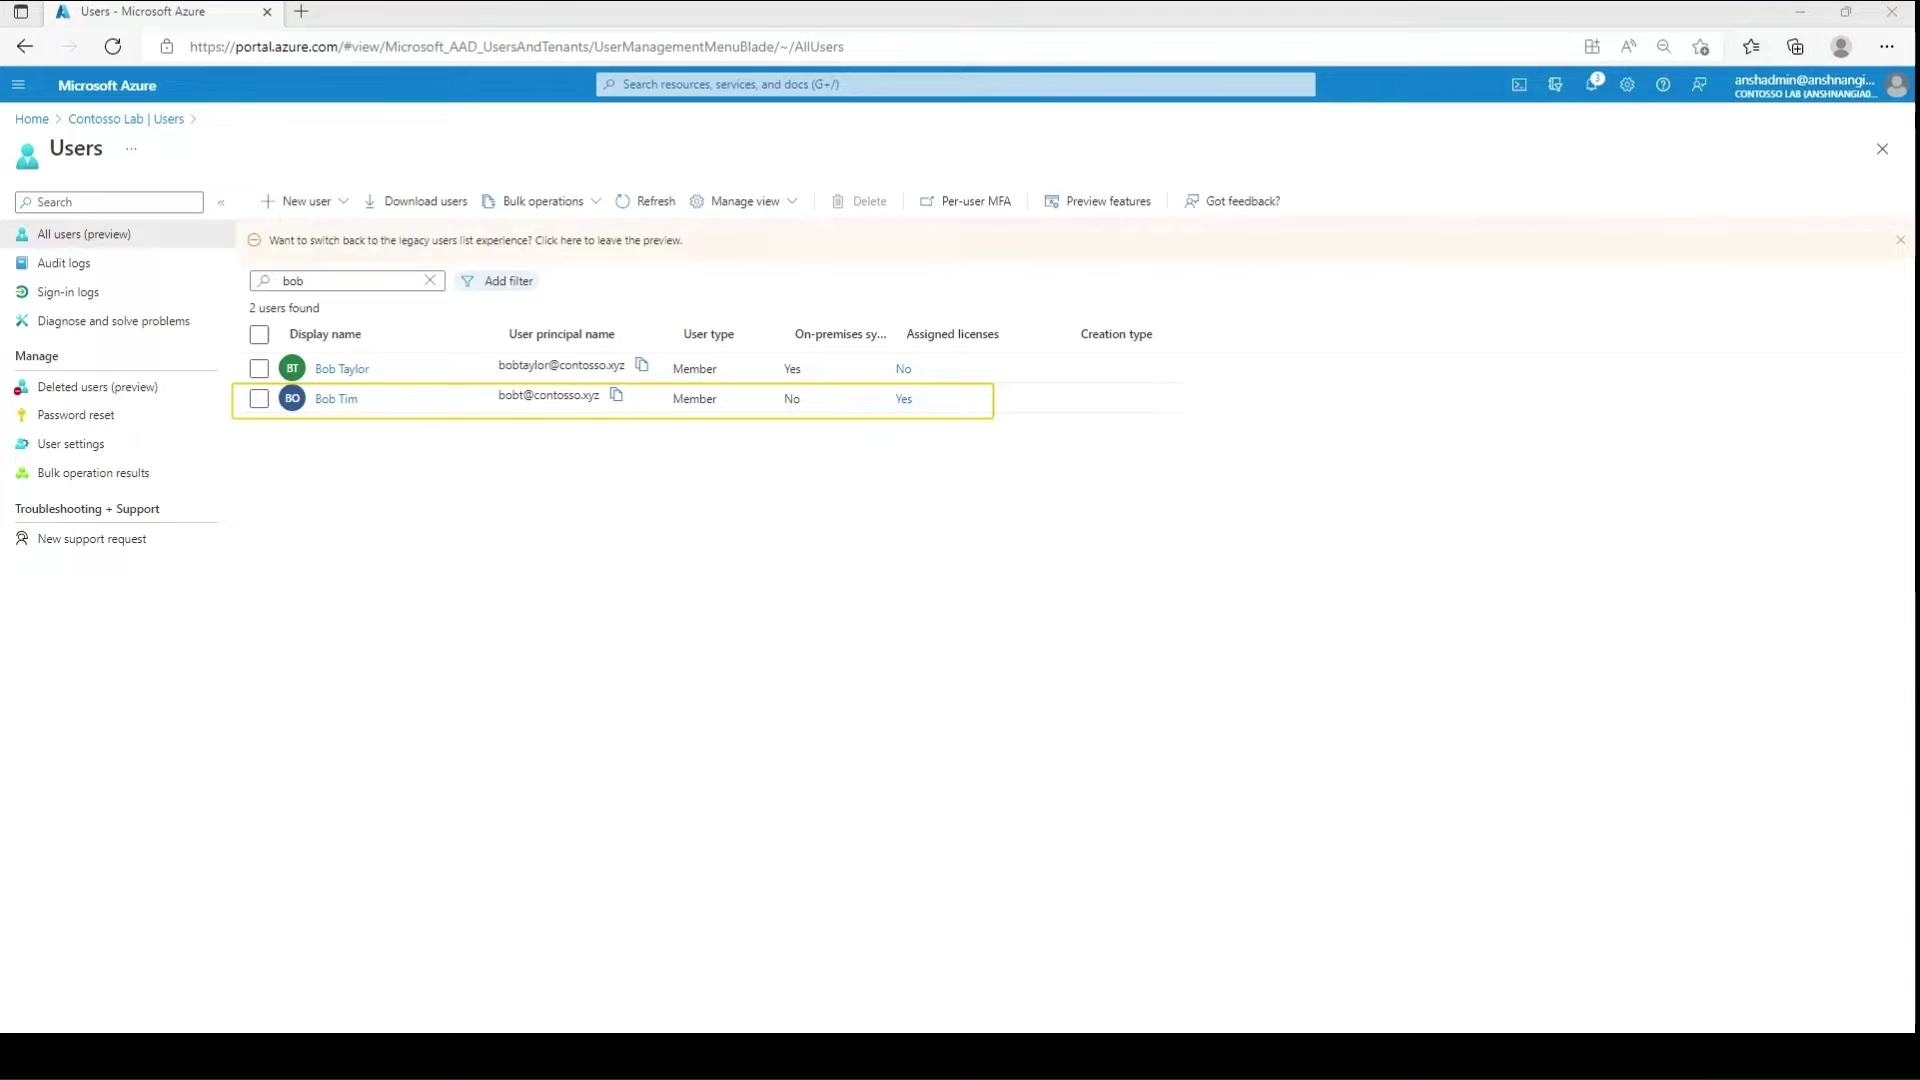 Users - Microsoft Azure
https://portal.azure.com/#view/Microsoft_AAD_UsersAndTenants/UserManagementMenuBlade/~/AllUsers
Microsoft Azure
Search resources, services, and docs (G+/)
3
anshadmin@anshnangi...
CONTOSSO LAB (ANSHNANGIA0...
Home > Contosso Lab | Users >
Users ...
Search
«
New user
Download users
Bulk operations
Refresh
Manage view
Delete
Per-user MFA
Preview features
Got feedback?
All users (preview)
Audit logs
Sign-in logs
Diagnose and solve problems
Manage
Deleted users (preview)
Password reset
User settings
Bulk operation results
Troubleshooting + Support
New support request
Want to switch back to the legacy users list experience? Click here to leave the preview.
bob
Add filter
2 users found
Display name User principal name User type On-premises sy... Assigned licenses Creation type
BT Bob Taylor bobtaylor@contosso.xyz Member Yes No
BO Bob Tim bobt@contosso.xyz Member No Yes